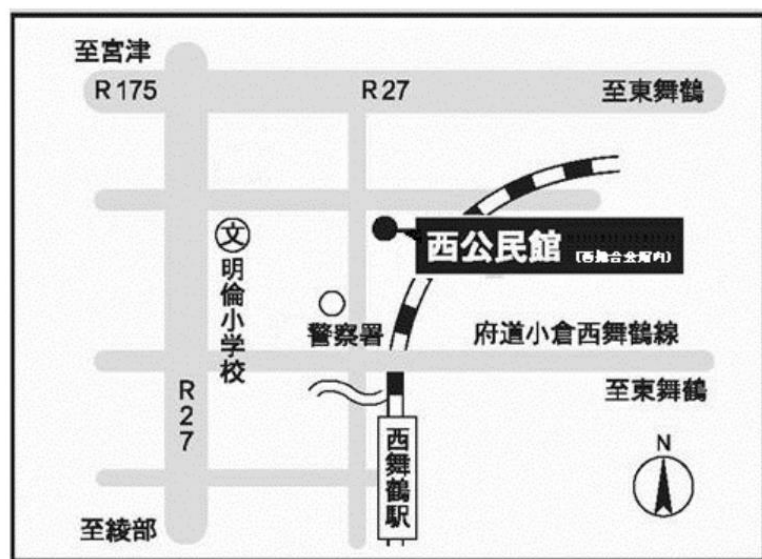 至宮津
R175
R27
至東舞鶴
文
明倫小学校
西公民館
警察署
府道小倉西舞鶴線
至東舞鶴
R27
西舞鶴駅
N
至綾部